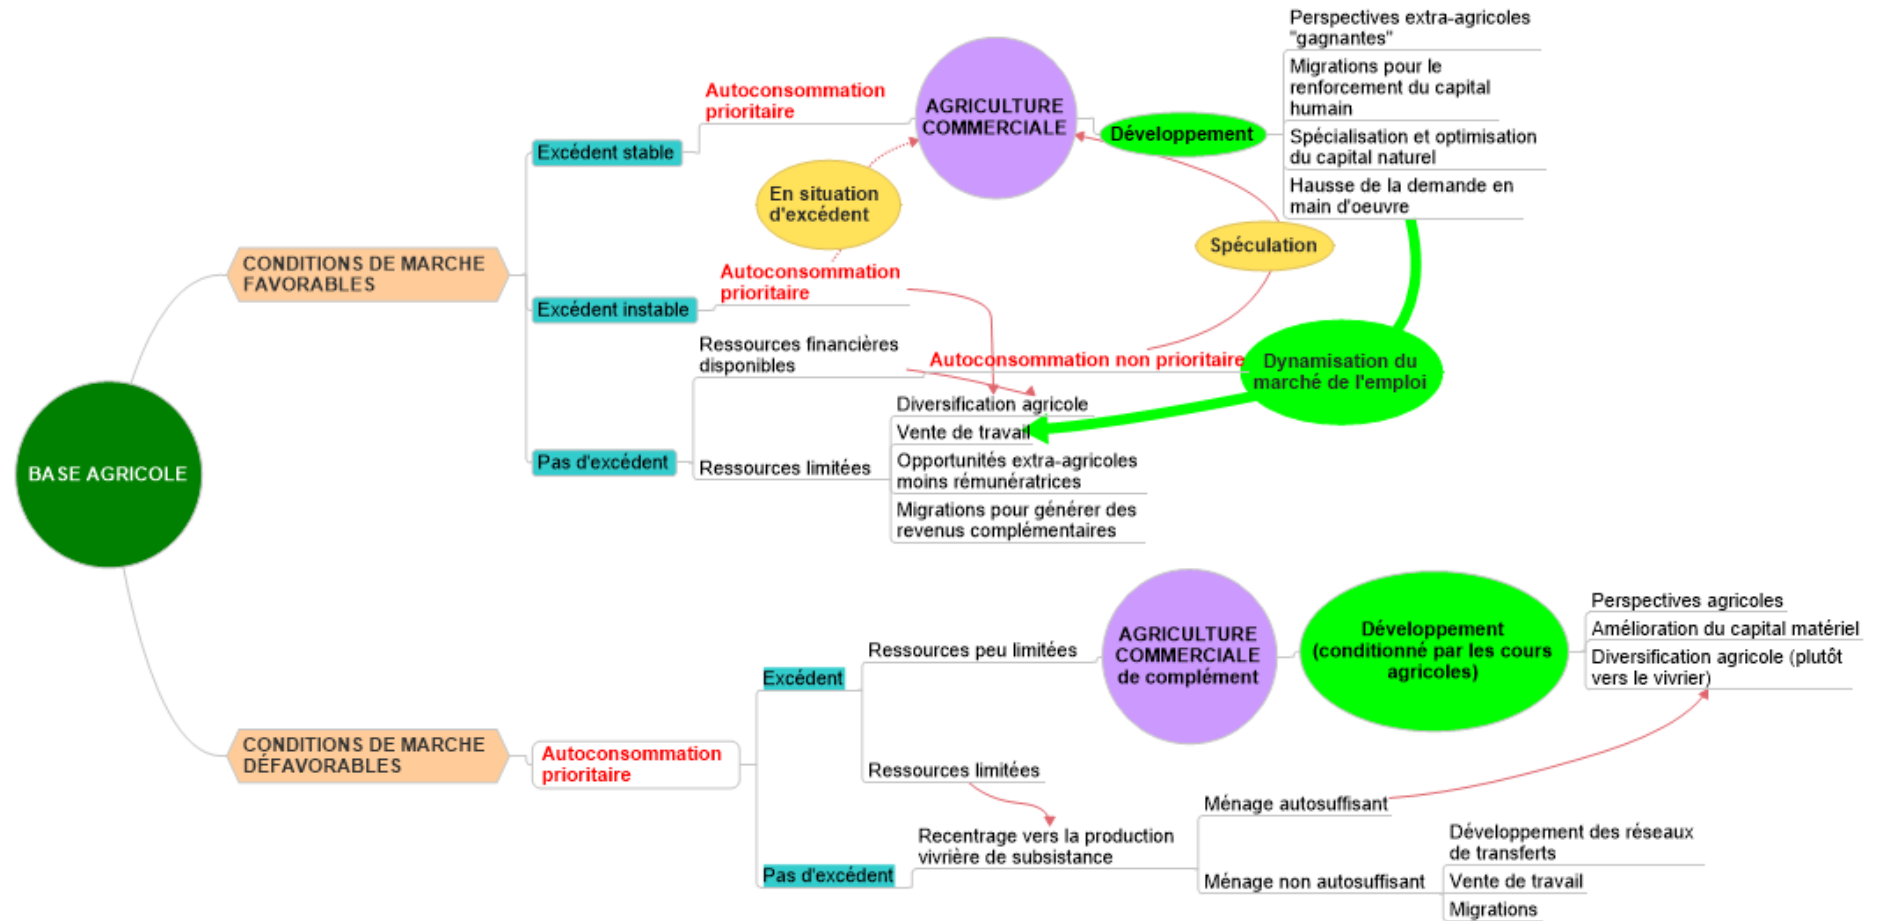 Perspectives extra-agricoles
"gagnantes"
Migrations pour le
renforcement du capital
humain
Spécialisation et optimisation
du capital naturel
Hausse de la demande en
main d'oeuvre
Autoconsommation
prioritaire
AGRICULTURE
COMMERCIALE
Développement
Excédent stable
En situation
d'excédent
Spéculation
CONDITIONS DE MARCHE
FAVORABLES
Autoconsommation
prioritaire
Excédent instable
Ressources financières
disponibles
Autoconsommation non prioritaire
Dynamisation du
marché de l'emploi
Diversification agricole
Vente de travail
Opportunités extra-agricoles
moins rémunératrices
Migrations pour générer des
revenus complémentaires
Pas d'excédent
Ressources limitées
BASE AGRICOLE
CONDITIONS DE MARCHE
DÉFAVORABLES
Autoconsommation
prioritaire
Excédent
Ressources peu limitées
AGRICULTURE
COMMERCIALE
de complément
Développement
(conditionné par les cours
agricoles)
Perspectives agricoles
Amélioration du capital matériel
Diversification agricole (plutôt
vers le vivrier)
Ressources limitées
Pas d'excédent
Recentrage vers la production
vivrière de subsistance
Ménage autosuffisant
Ménage non autosuffisant
Développement des réseaux
de transferts
Vente de travail
Migrations